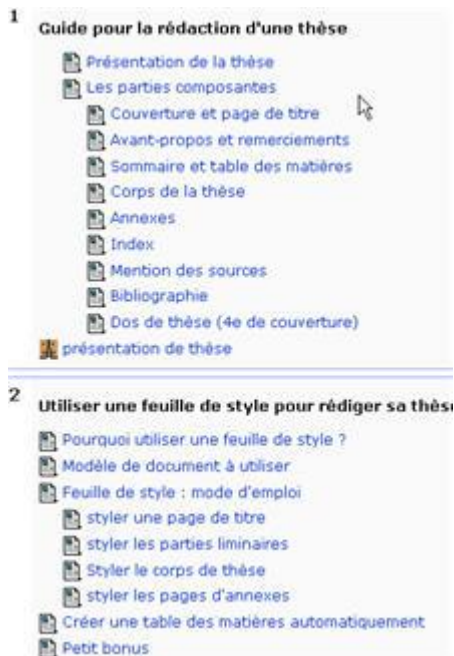 1
Guide pour la rédaction d'une thèse
Présentation de la thèse
Les parties composantes
Couverture et page de titre
Avant-propos et remerciements
Sommaire et table des matières
Corps de la thèse
Annexes
Index
Mention des sources
Bibliographie
Dos de thèse (4e de couverture)
présentation de thèse
2
Utiliser une feuille de style pour rédiger sa thèse
Pourquoi utiliser une feuille de style ?
Modèle de document à utiliser
Feuille de style : mode d'emploi
styler une page de titre
styler les parties liminaires
Styler le corps de thèse
styler les pages d'annexes
Créer une table des matières automatiquement
Petit bonus